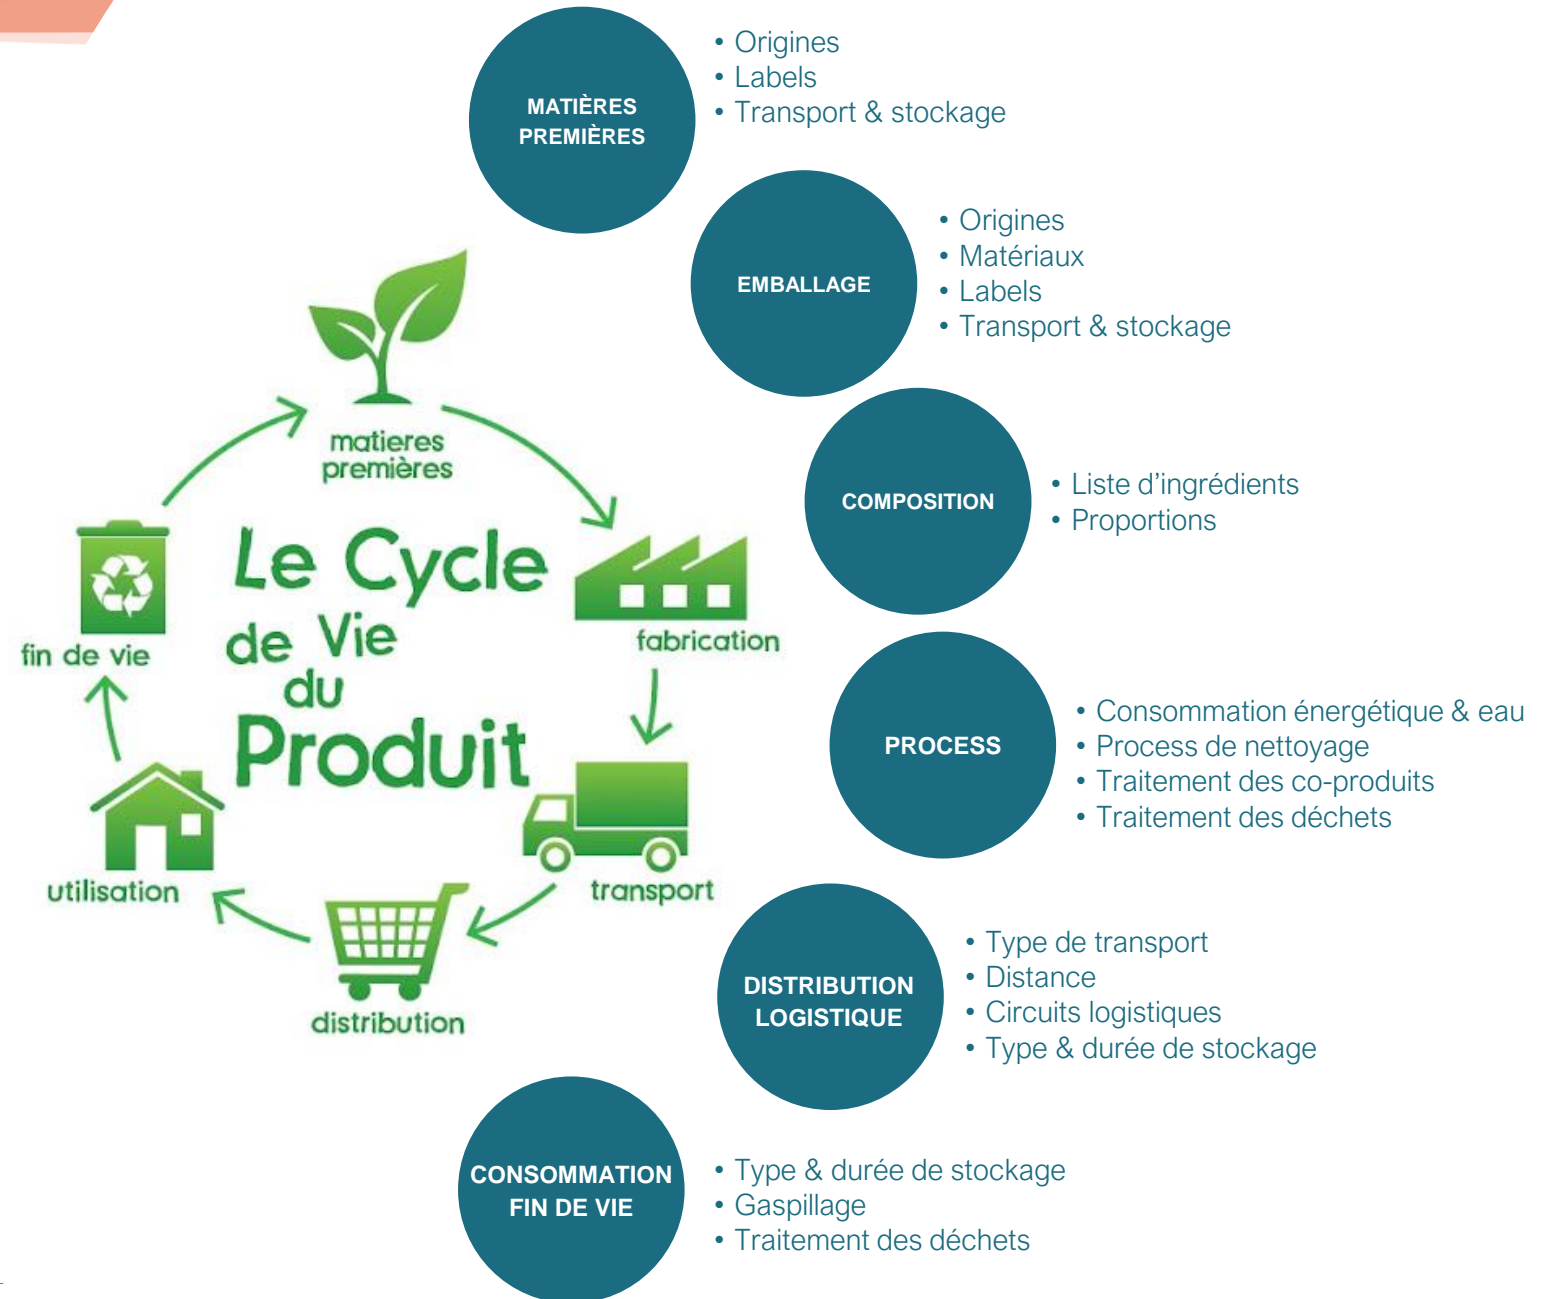 MATIÈRES
PREMIÈRES
• Origines
• Labels
• Transport & stockage
EMBALLAGE
• Origines
• Matériaux
• Labels
• Transport & stockage
COMPOSITION
• Liste d’ingrédients
• Proportions
PROCESS
• Consommation énergétique & eau
• Process de nettoyage
• Traitement des co-produits
• Traitement des déchets
DISTRIBUTION
LOGISTIQUE
• Type de transport
• Distance
• Circuits logistiques
• Type & durée de stockage
CONSOMMATION
FIN DE VIE
• Type & durée de stockage
• Gaspillage
• Traitement des déchets
Le Cycle
de Vie
du
Produit
matieres
premières
fabrication
transport
distribution
utilisation
fin de vie